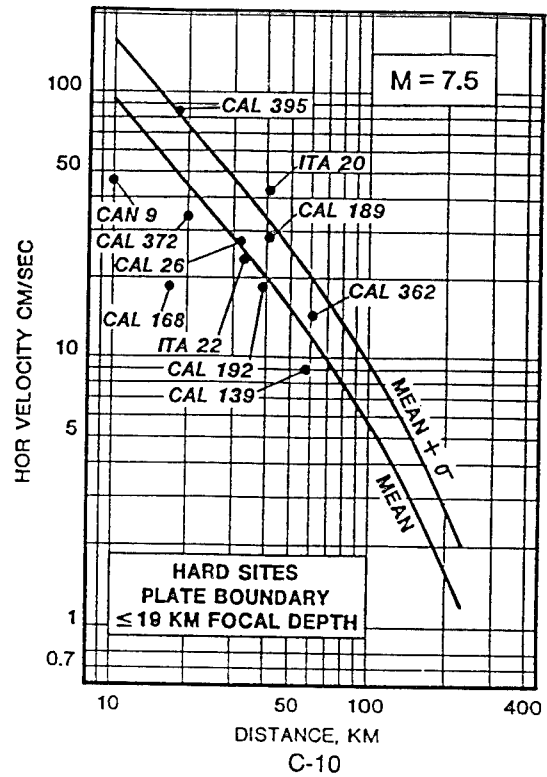 HOR VELOCITY CM/SEC
100
50
10
5
1
0.7
M = 7.5
CAL 395
ITA 20
CAN 9
CAL 189
CAL 372
CAL 26
CAL 168
CAL 362
ITA 22
CAL 192
CAL 139
MEAN + σ
MEAN
HARD SITES
PLATE BOUNDARY
≤ 19 KM FOCAL DEPTH
10
50
100
400
DISTANCE, KM
C-10